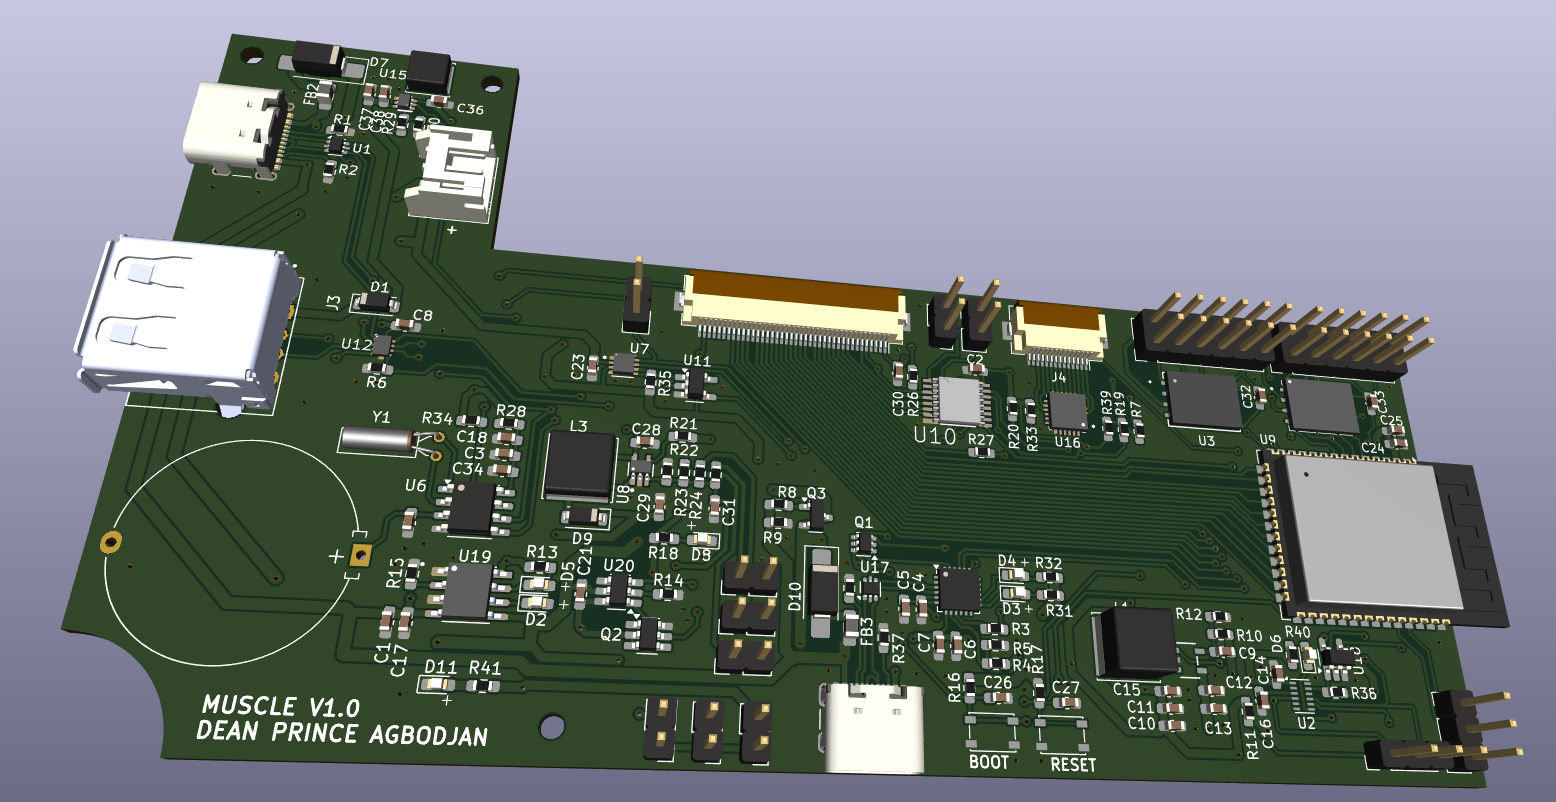 D7
U15
FB2
C37
C38
R29
C36
R1
U1
R2
+
J3
D1
C8
U12
R6
C23
U7
R35
U11
C2
J4
C30
R26
U10
R27
R20
R33
U16
R39
R19
R7
U3
C32
C33
C25
C24
U9
Y1
R34
R28
C18
C3
C34
L3
C28
R21
R22
U6
U8
C29
R23
R24
C31
+
D9
R18
D8
R8
Q3
R9
Q1
+
R13
U19
R13
D5
+
D2
C21
U20
R14
Q2
D10
U17
FB3
C5
C4
R37
D4+
R32
D3+
R31
R3
C7
C6
R5
R4
R17
R16
C26
C27
R12
R10
C9
C14
D6
R40
C15
C12
C11
C10
C13
R11
C16
U2
R36
C1
C17
D11
R41
+
MUSCLE V1.0
DEAN PRINCE AGBODJAN
BOOT
RESET